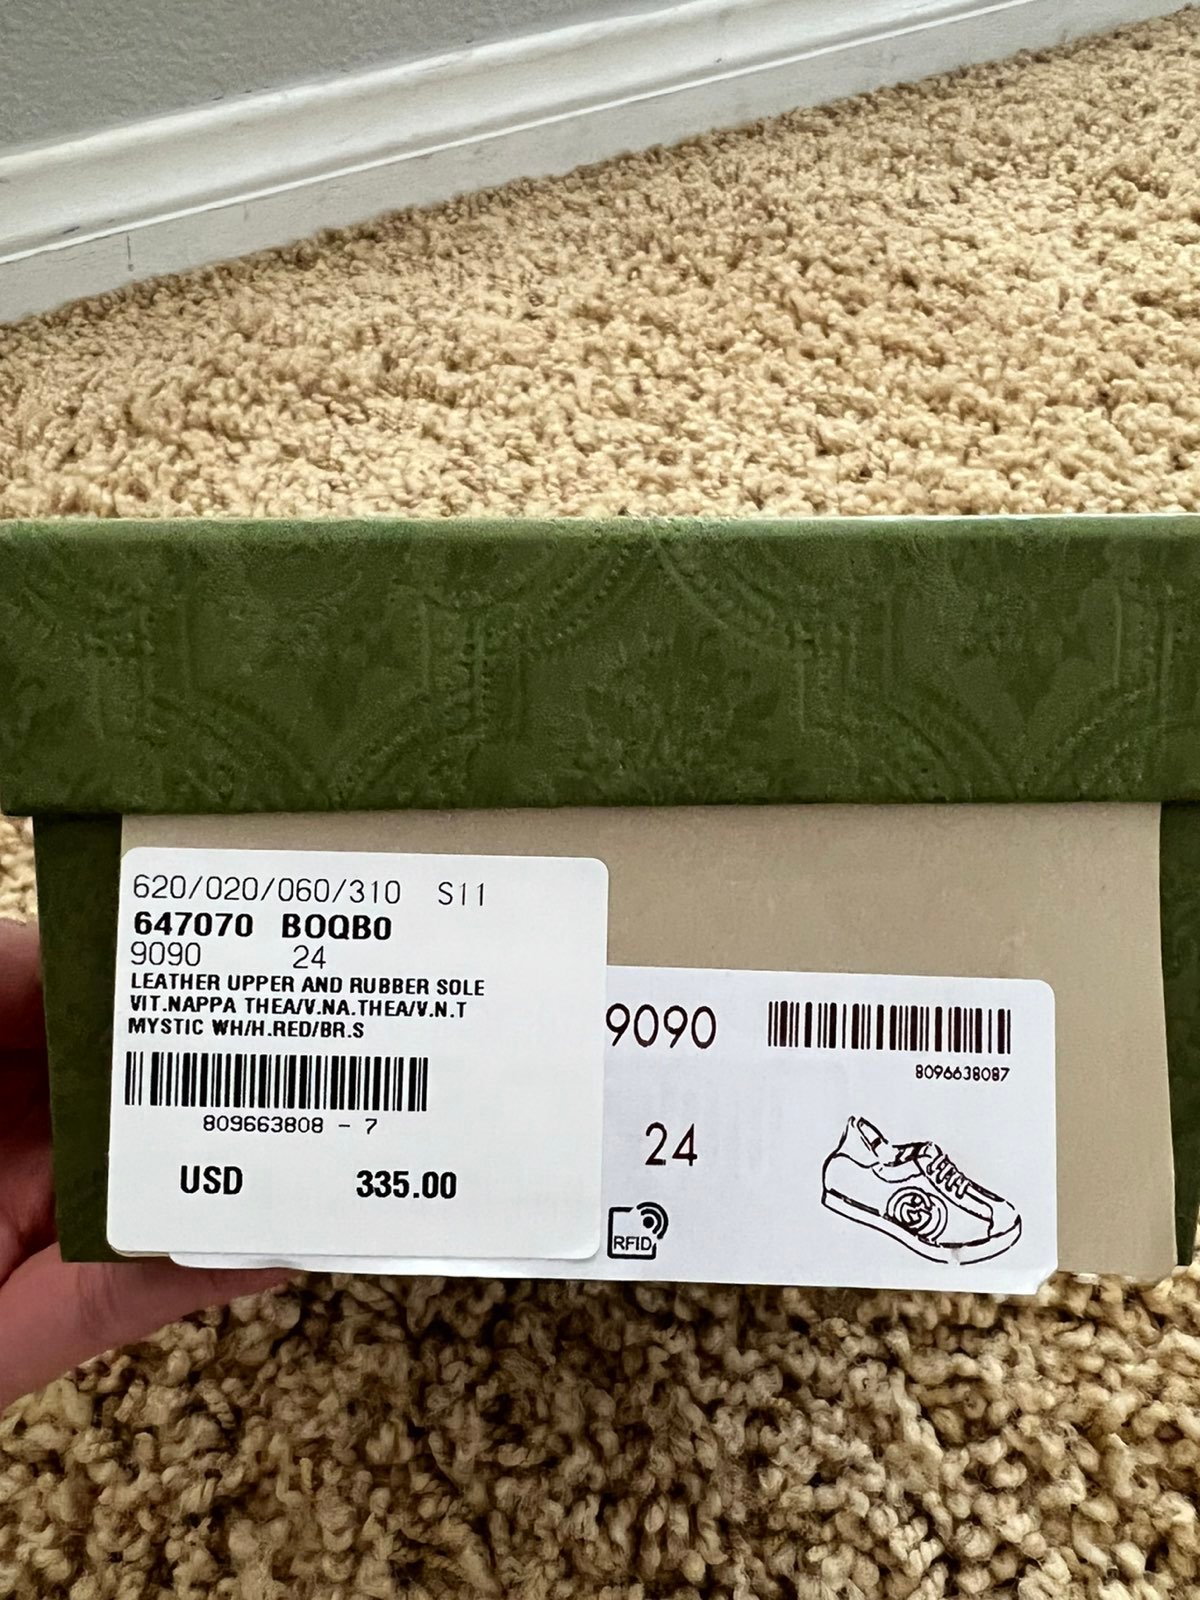 620/020/060/310 S11
647070 BOQB0
9090 24
LEATHER UPPER AND RUBBER SOLE
VIT.NAPPA THEA/V.NA.THEA/V.N.T
MYSTIC WH/H.RED/BR.S
809663808 - 7
USD 335.00
9090
8096638087
24
RFID